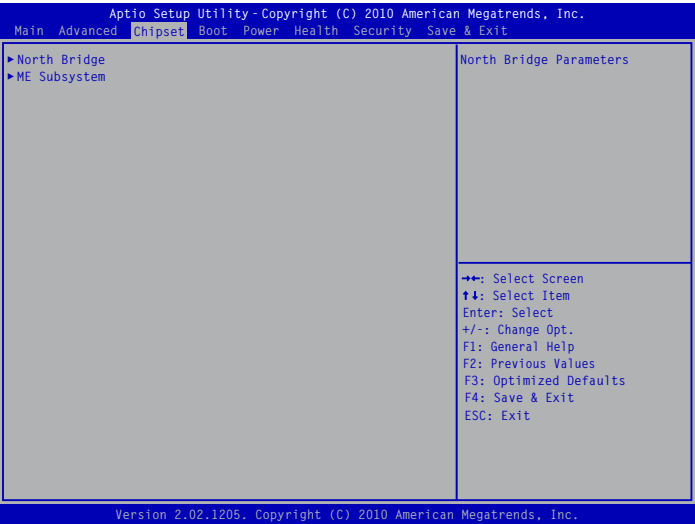 Aptio Setup Utility - Copyright (C) 2010 American Megatrends, Inc.
Main Advanced Chipset Boot Power Health Security Save & Exit
►North Bridge
►ME Subsystem
North Bridge Parameters
→←: Select Screen
↑↓: Select Item
Enter: Select
+/-: Change Opt.
F1: General Help
F2: Previous Values
F3: Optimized Defaults
F4: Save & Exit
ESC: Exit
Version 2.02.1205. Copyright (C) 2010 American Megatrends, Inc.